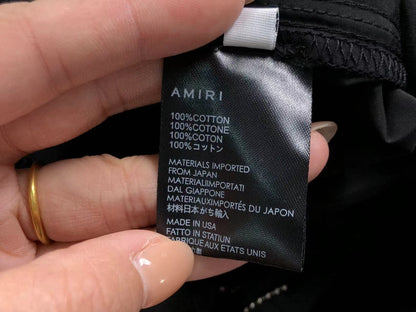 AMIRI
100%COTTON
100%COTONE
100%COTON
100%コットン
MATERIALS IMPORTED
FROM JAPAN
MATERIALIIMPORTATI
DAL GIAPPONE
MATERIAUXIMPORTÉS DU JAPON
材料日本から輸入
MADE IN USA
FATTO IN STATIUN
FABRIQUE AUX ETATS UNIS